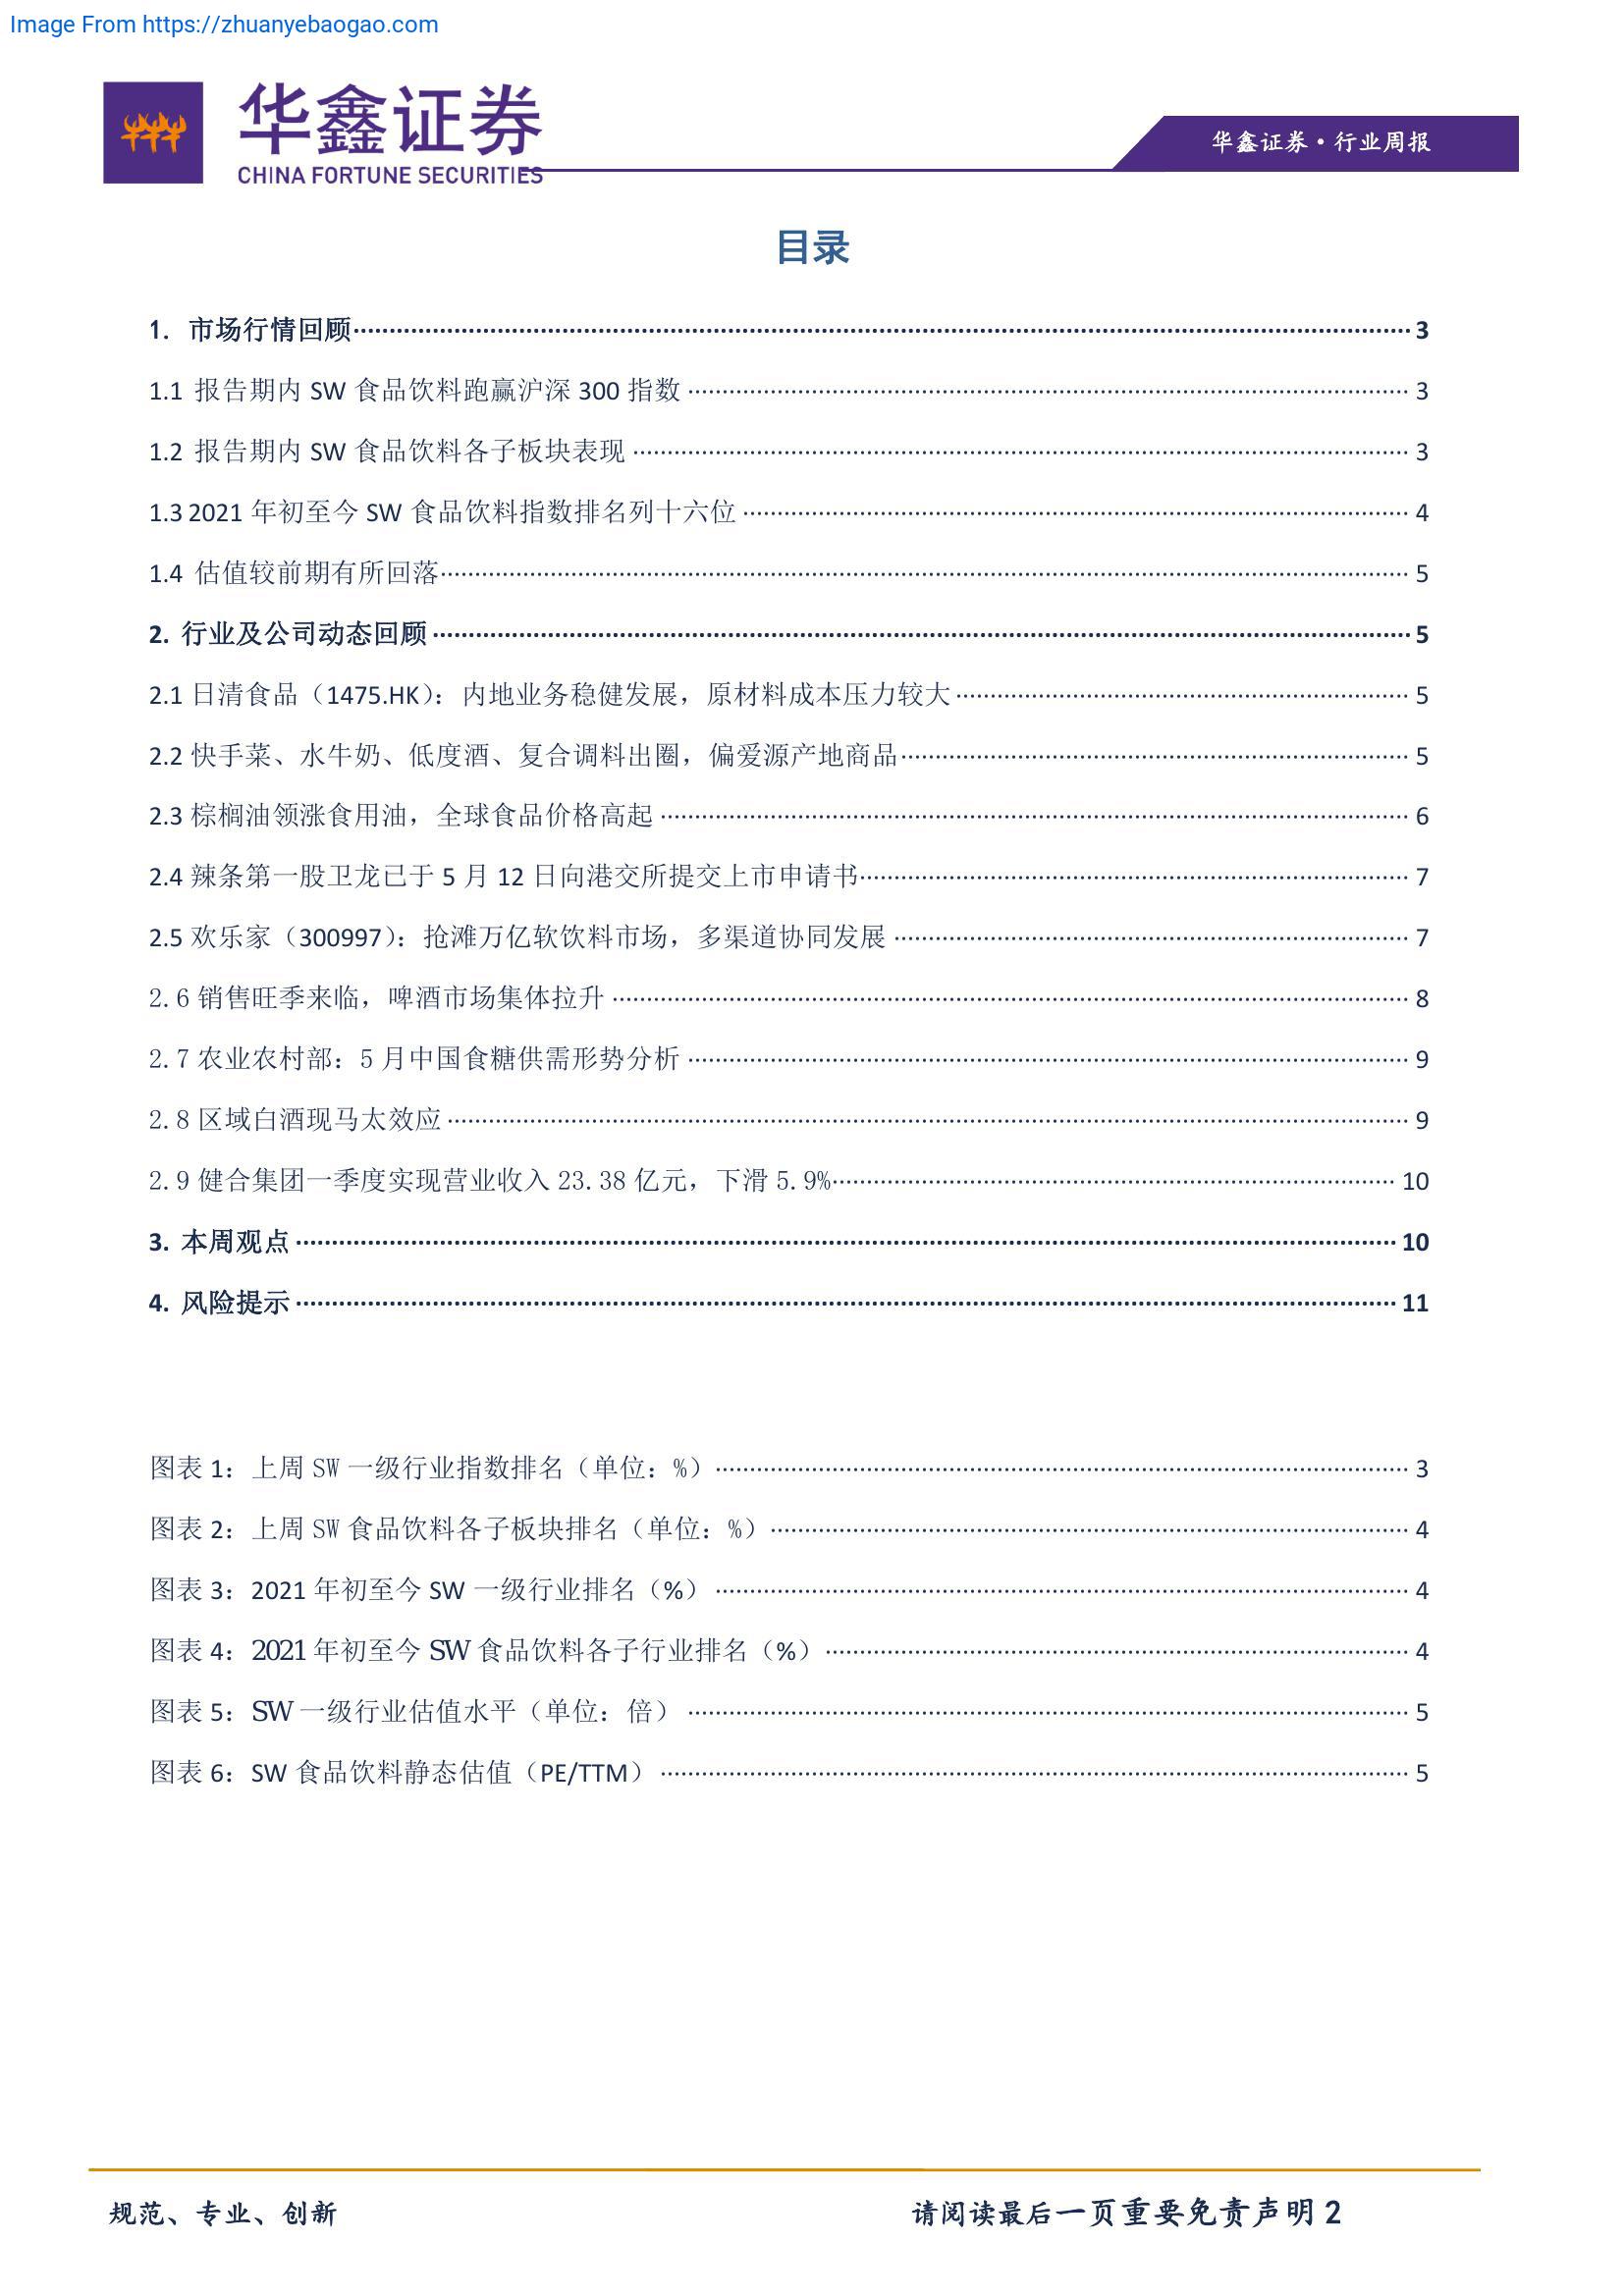 Image From https://zhuanyebaogao.com
华鑫证券
CHINA FORTUNE SECURITIES
华鑫证券·行业周报
目录
1. 市场行情回顾 3
1.1 报告期内 SW 食品饮料跑赢沪深 300 指数 3
1.2 报告期内 SW 食品饮料各子板块表现 3
1.3 2021 年初至今 SW 食品饮料指数排名列十六位 4
1.4 估值较前期有所回落 5
2. 行业及公司动态回顾 5
2.1 日清食品（1475.HK）：内地业务稳健发展，原材料成本压力较大 5
2.2 快手菜、水牛奶、低度酒、复合调料出圈，偏爱源产地商品 5
2.3 棕榈油领涨食用油，全球食品价格高起 6
2.4 辣条第一股卫龙已于 5 月 12 日向港交所提交上市申请书 7
2.5 欢乐家（300997）：抢滩万亿软饮料市场，多渠道协同发展 7
2.6 销售旺季来临，啤酒市场集体拉升 8
2.7 农业农村部：5 月中国食糖供需形势分析 9
2.8 区域白酒现马太效应 9
2.9 健合集团一季度实现营业收入 23.38 亿元，下滑 5.9% 10
3. 本周观点 10
4. 风险提示 11
图表 1：上周 SW 一级行业指数排名（单位：%） 3
图表 2：上周 SW 食品饮料各子板块排名（单位：%） 4
图表 3：2021 年初至今 SW 一级行业排名（%） 4
图表 4：2021 年初至今 SW 食品饮料各子行业排名（%） 4
图表 5：SW 一级行业估值水平（单位：倍） 5
图表 6：SW 食品饮料静态估值（PE/TTM） 5
规范、专业、创新
请阅读最后一页重要免责声明 2